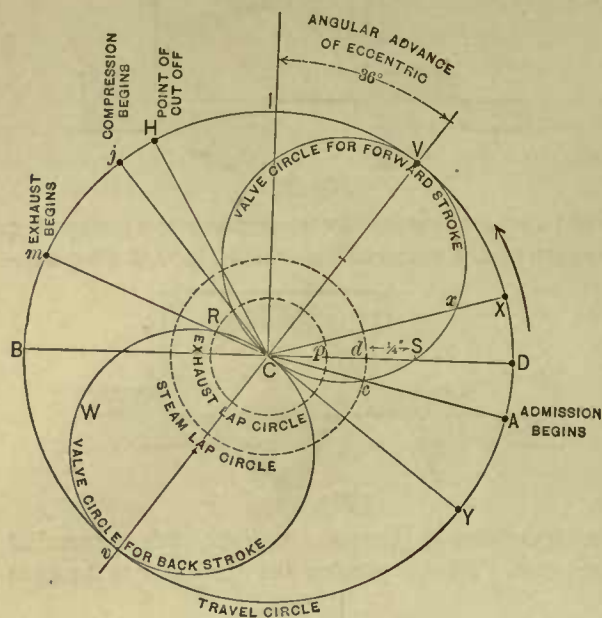 ANGULAR ADVANCE
OF ECCENTRIC
36°
COMPRESSION
BEGINS
POINT OF
CUT OFF
EXHAUST
BEGINS
j
H
1
V
m
VALVE CIRCLE FOR FORWARD STROKE
x
X
R
B
C
p
d ←¼"→ S
D
c
A ADMISSION
BEGINS
EXHAUST LAP CIRCLE
STEAM LAP CIRCLE
W
Y
VALVE CIRCLE FOR BACK STROKE
v
TRAVEL CIRCLE